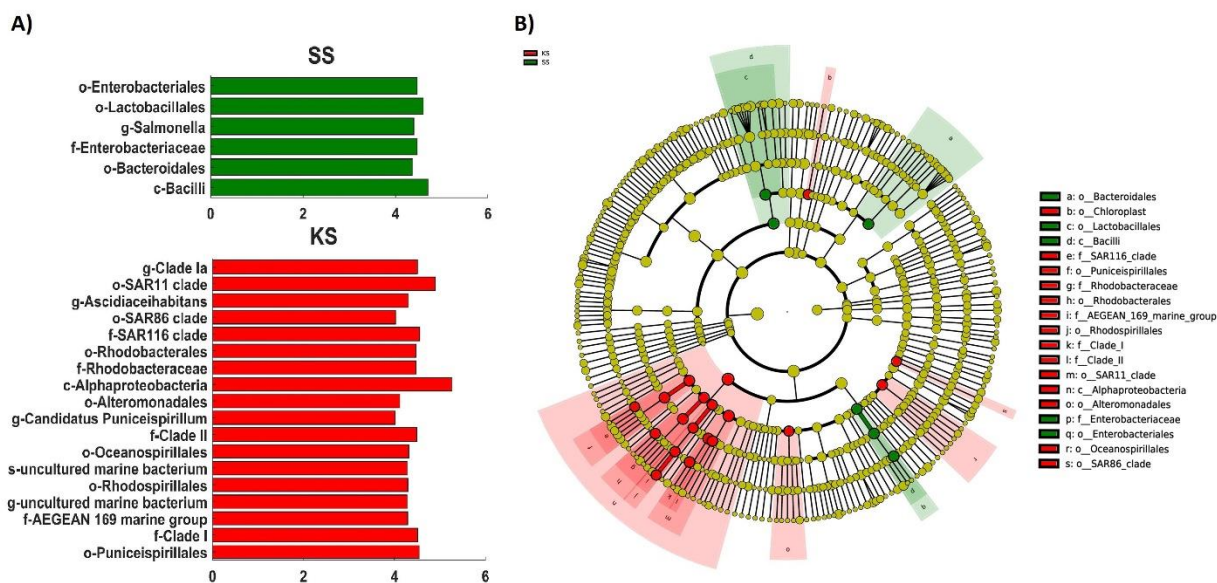 A)
SS
o-Enterobacteriales
o-Lactobacillales
g-Salmonella
f-Enterobacteriaceae
o-Bacteroidales
c-Bacilli
0 2 4 6
KS
g-Clade Ia
o-SAR11 clade
g-Ascidiaceihabitans
o-SAR86 clade
f-SAR116 clade
o-Rhodobacterales
f-Rhodobacteraceae
c-Alphaproteobacteria
o-Alteromonadales
g-Candidatus Puniceispirillum
f-Clade II
o-Oceanospirillales
s-uncultured marine bacterium
o-Rhodospirillales
g-uncultured marine bacterium
f-AEGEAN 169 marine group
f-Clade I
o-Puniceispirillales
0 2 4 6
B)
KS
SS
d
c
b
a: o__Bacteroidales
b: o__Chloroplast
c: o__Lactobacillales
d: c__Bacilli
e: f__SAR116_clade
f: o__Puniceispirillales
g: f__Rhodobacteraceae
h: o__Rhodobacterales
i: f__AEGEAN_169_marine_group
j: o__Rhodospirillales
k: f__Clade_I
l: f__Clade_II
m: o__SAR11_clade
n: c__Alphaproteobacteria
o: o__Alteromonadales
p: f__Enterobacteriaceae
q: o__Enterobacteriales
r: o__Oceanospirillales
s: o__SAR86_clade